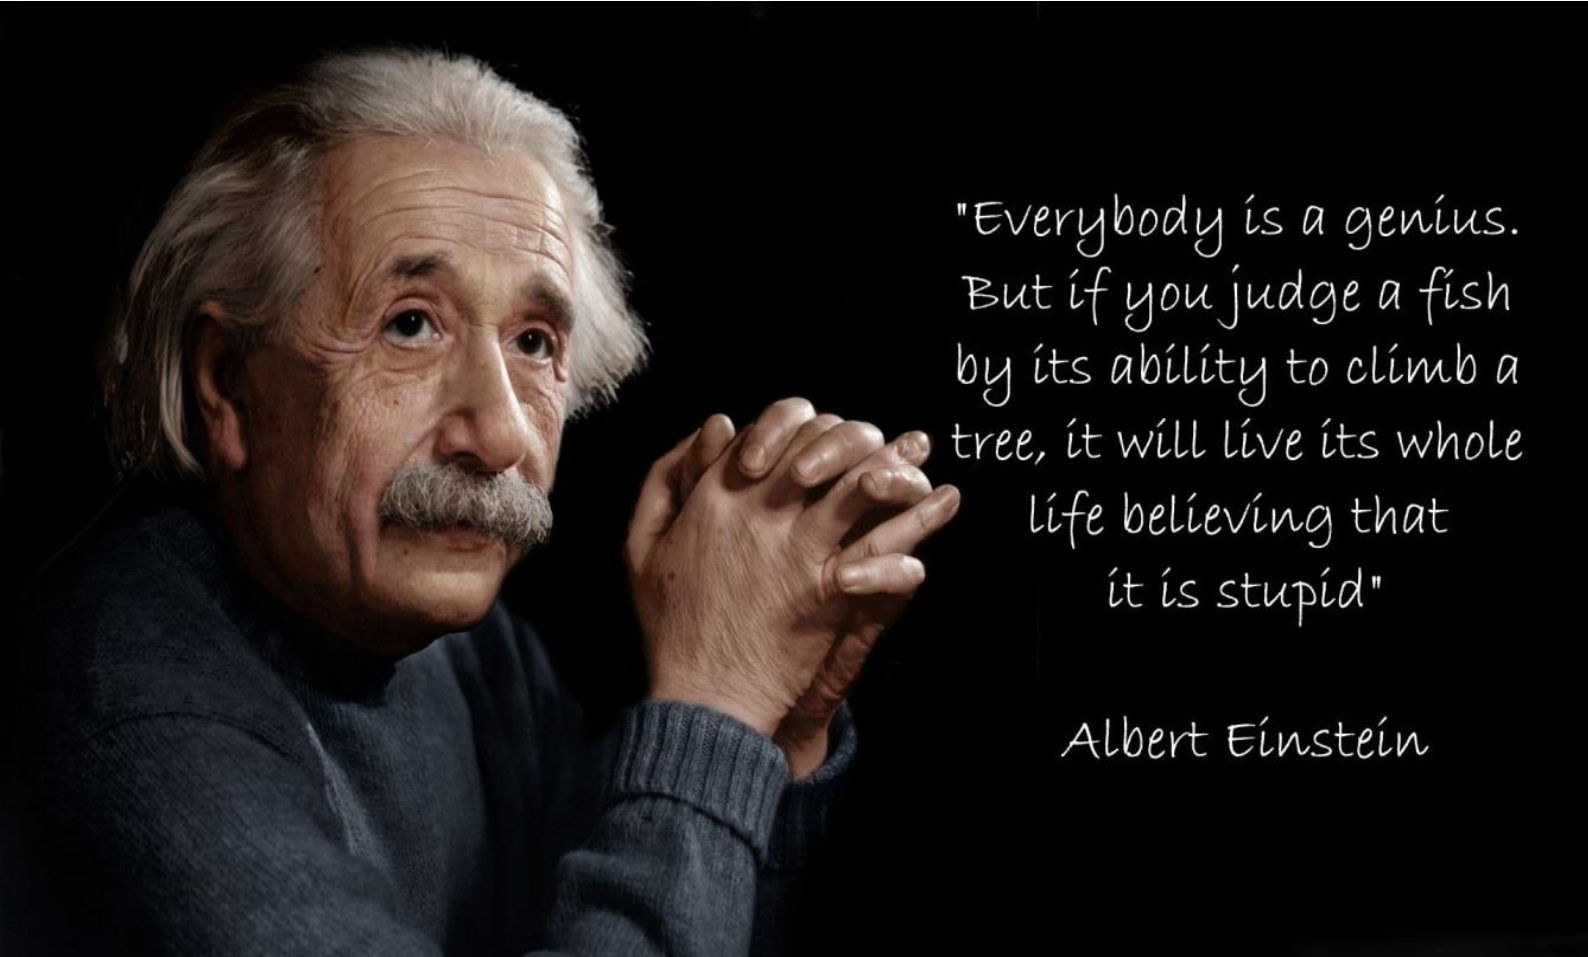 "Everybody is a genius.
But if you judge a fish
by its ability to climb a
tree, it will live its whole
life believing that
it is stupid"
Albert Einstein